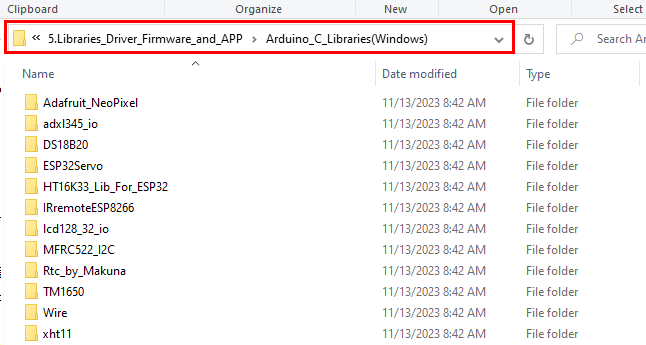 Clipboard Organize New Open
« 5.Libraries_Driver_Firmware_and_APP > Arduino_C_Libraries(Windows) Search Ar
Name Date modified Type
Adafruit_NeoPixel 11/13/2023 8:42 AM File folder
adxl345_io 11/13/2023 8:42 AM File folder
DS18B20 11/13/2023 8:42 AM File folder
ESP32Servo 11/13/2023 8:42 AM File folder
HT16K33_Lib_For_ESP32 11/13/2023 8:42 AM File folder
IRremoteESP8266 11/13/2023 8:42 AM File folder
lcd128_32_io 11/13/2023 8:42 AM File folder
MFRC522_I2C 11/13/2023 8:42 AM File folder
Rtc_by_Makuna 11/13/2023 8:42 AM File folder
TM1650 11/13/2023 8:42 AM File folder
Wire 11/13/2023 8:42 AM File folder
xht11 11/13/2023 8:42 AM File folder